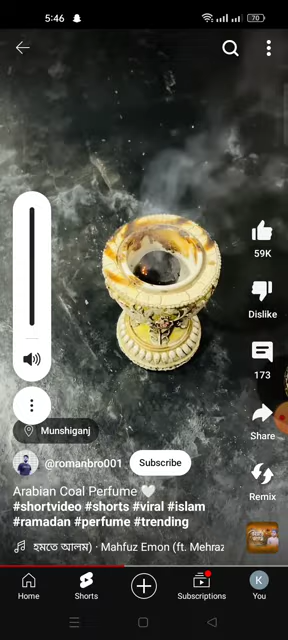 5:46
70
59K
Dislike
173
Share
Remix
Munshiganj
@romanbro001
Subscribe
Arabian Coal Perfume 🤍
#shortvideo #shorts #viral #islam
#ramadan #perfume #trending
হমতে আলম) · Mahfuz Emon (ft. Mehraz
Home
Shorts
Subscriptions
K
You